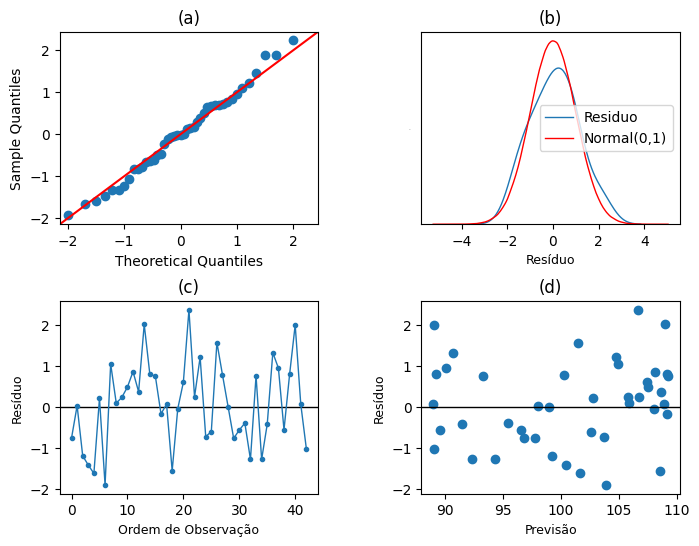 (a)
2
1
0
−1
−2
Sample Quantiles
−2 −1 0 1 2
Theoretical Quantiles
(b)
Residuo
Normal(0,1)
−4 −2 0 2 4
Resíduo
(c)
2
1
0
−1
−2
Resíduo
0 10 20 30 40
Ordem de Observação
(d)
2
1
0
−1
−2
Resíduo
90 95 100 105 110
Previsão